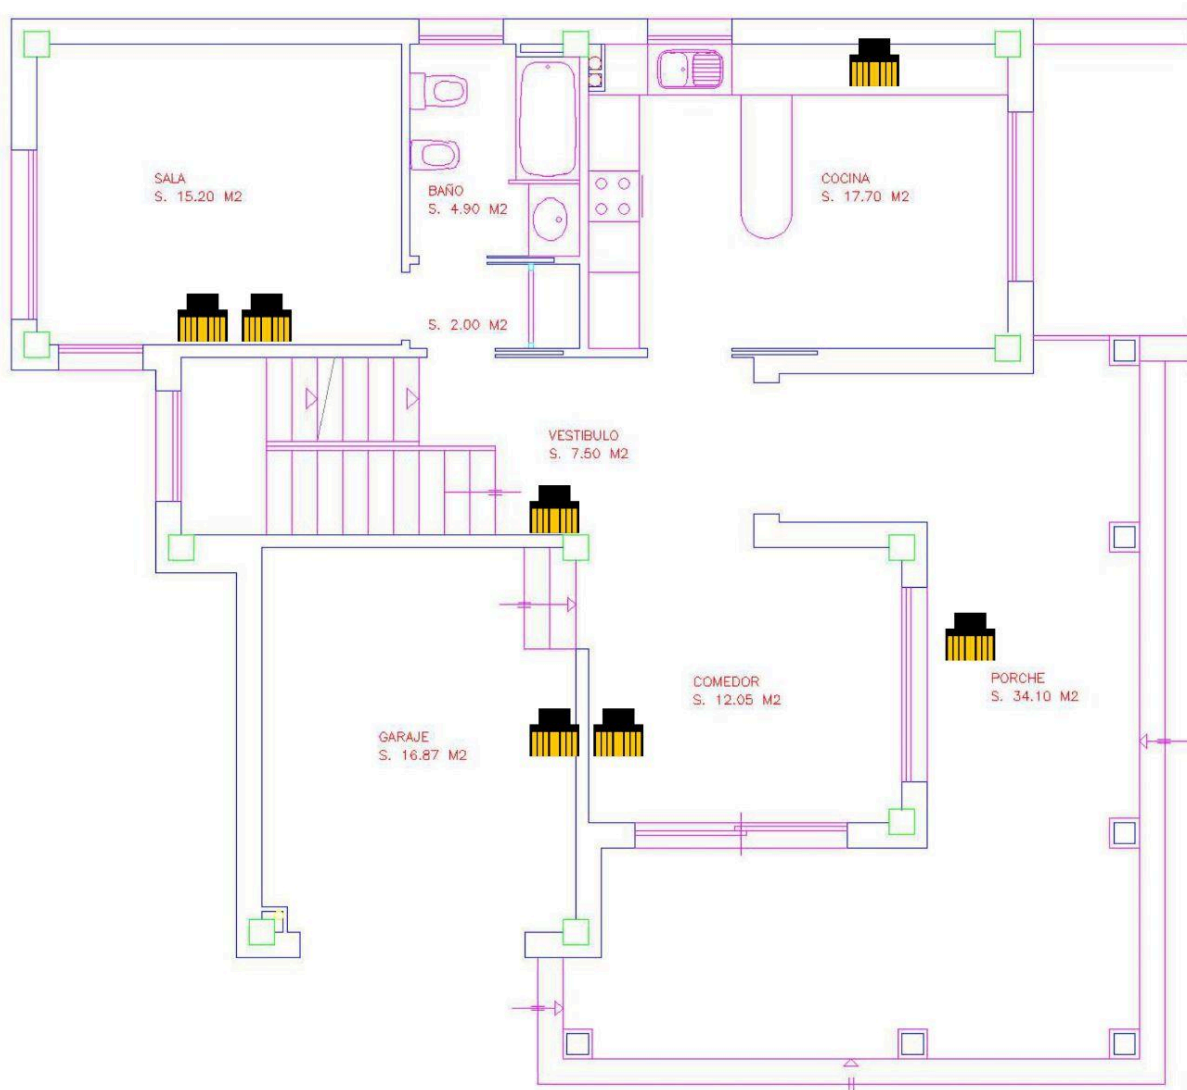 SALA
S. 15.20 M2
BAÑO
S. 4.90 M2
COCINA
S. 17.70 M2
S. 2.00 M2
VESTIBULO
S. 7.50 M2
COMEDOR
S. 12.05 M2
PORCHE
S. 34.10 M2
GARAJE
S. 16.87 M2